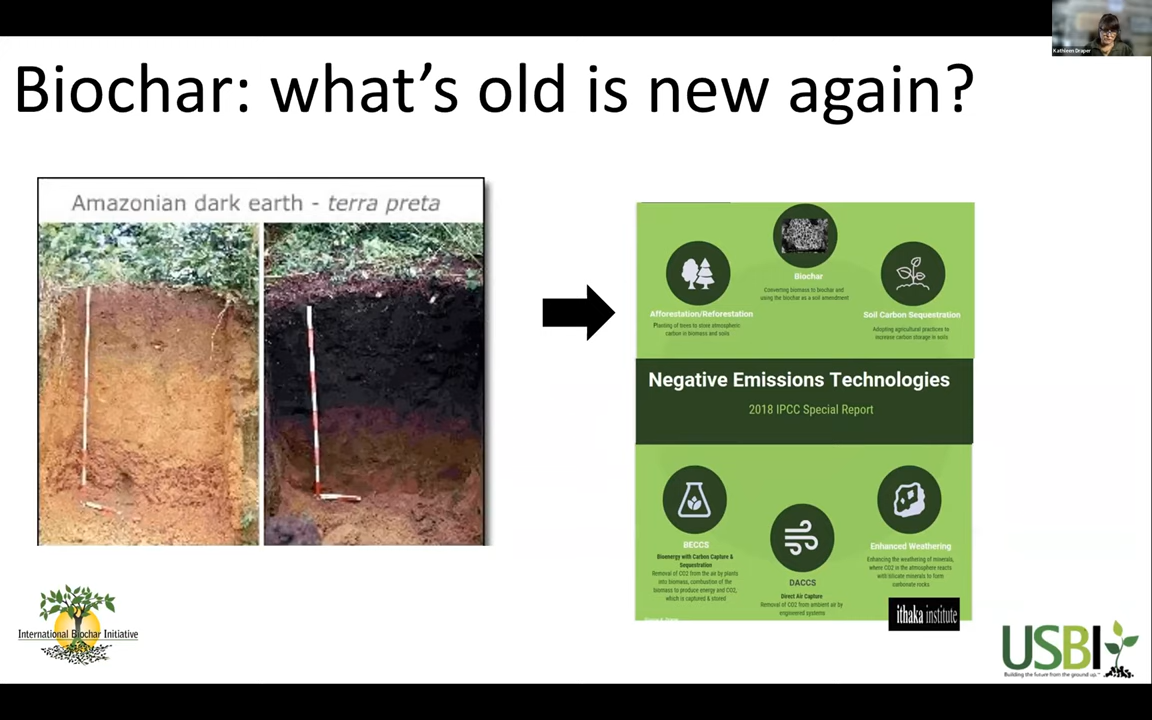 Kathleen Draper
Biochar: what's old is new again?
Amazonian dark earth - terra preta
Biochar
Converting biomass to biochar and
using the biochar as a soil amendment
Afforestation/Reforestation
Planting of trees to store atmospheric
carbon in biomass and soils
Soil Carbon Sequestration
Adopting agricultural practices to
increase carbon storage in soils
Negative Emissions Technologies
2018 IPCC Special Report
BECCS
Bioenergy with Carbon Capture &
Sequestration
Removal of CO2 from the air by plants
into biomass, combustion of the
biomass to produce energy and CO2,
which is captured & stored
DACCS
Direct Air Capture
Removal of CO2 from ambient air by
engineered systems
Enhanced Weathering
Enhancing the weathering of minerals,
where CO2 in the atmosphere reacts
with silicate minerals to form
carbonate rocks
ithaka institute
International Biochar Initiative
USBI
Building the future from the ground up.™